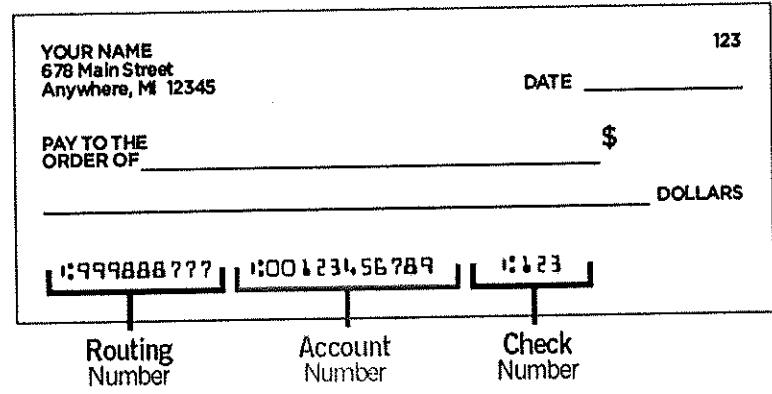 YOUR NAME
123
678 Main Street
Anywhere, MI 12345
DATE
PAY TO THE
ORDER OF
$
DOLLARS
⑆999888777
⑆00123456789
⑆123
Routing
Number
Account
Number
Check
Number